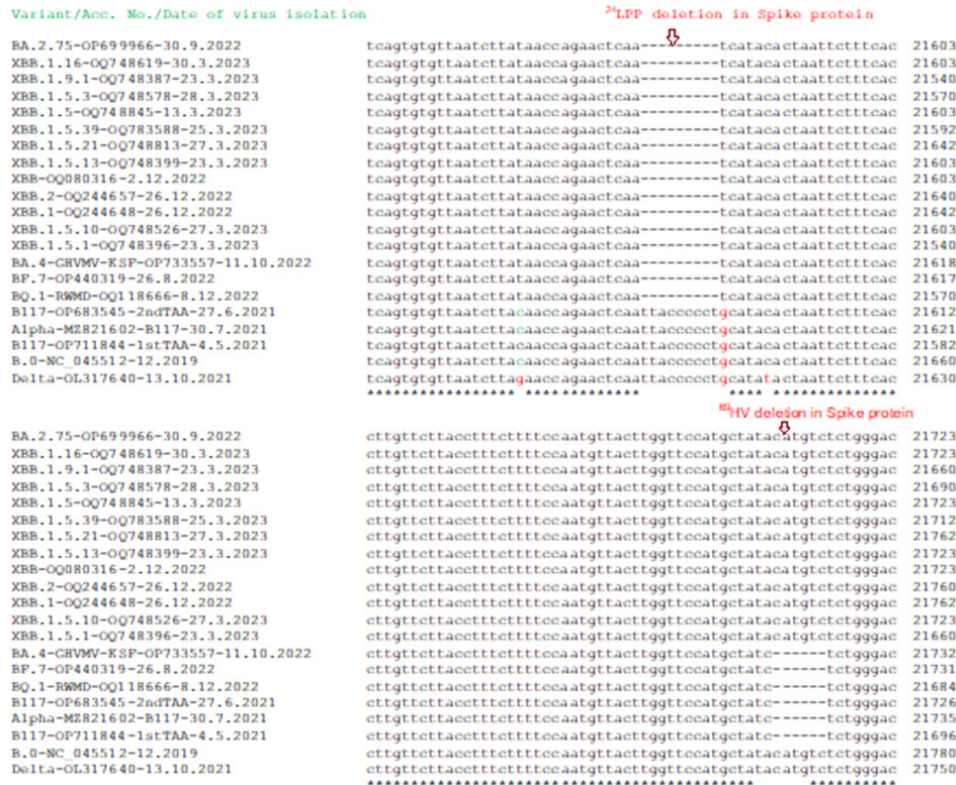 Variant/Acc. No./Date of virus isolation
24LPP deletion in Spike protein
BA.2.75-OP699966-30.9.2022 tcagtgtgttaatcttataaccagaactcaa---------tcatacactaattctttcac 21603
XBB.1.16-OQ748619-30.3.2023 tcagtgtgttaatcttataaccagaactcaa---------tcatacactaattctttcac 21603
XBB.1.9.1-OQ748387-23.3.2023 tcagtgtgttaatcttataaccagaactcaa---------tcatacactaattctttcac 21540
XBB.1.5.3-OQ748578-28.3.2023 tcagtgtgttaatcttataaccagaactcaa---------tcatacactaattctttcac 21570
XBB.1.5-OQ748845-13.3.2023 tcagtgtgttaatcttataaccagaactcaa---------tcatacactaattctttcac 21603
XBB.1.5.39-OQ783588-25.3.2023 tcagtgtgttaatcttataaccagaactcaa---------tcatacactaattctttcac 21592
XBB.1.5.21-OQ748813-27.3.2023 tcagtgtgttaatcttataaccagaactcaa---------tcatacactaattctttcac 21642
XBB.1.5.13-OQ748399-23.3.2023 tcagtgtgttaatcttataaccagaactcaa---------tcatacactaattctttcac 21603
XBB-OQ080316-2.12.2022 tcagtgtgttaatcttataaccagaactcaa---------tcatacactaattctttcac 21603
XBB.2-OQ244657-26.12.2022 tcagtgtgttaatcttataaccagaactcaa---------tcatacactaattctttcac 21640
XBB.1-OQ244648-26.12.2022 tcagtgtgttaatcttataaccagaactcaa---------tcatacactaattctttcac 21642
XBB.1.5.10-OQ748526-27.3.2023 tcagtgtgttaatcttataaccagaactcaa---------tcatacactaattctttcac 21603
XBB.1.5.1-OQ748396-23.3.2023 tcagtgtgttaatcttataaccagaactcaa---------tcatacactaattctttcac 21540
BA.4-GHVMV-KSF-OP733557-11.10.2022 tcagtgtgttaatcttataaccagaactcaa---------tcatacactaattctttcac 21618
BF.7-OP440319-26.8.2022 tcagtgtgttaatcttataaccagaactcaa---------tcatacactaattctttcac 21617
BQ.1-RWMD-OQ118666-8.12.2022 tcagtgtgttaatcttataaccagaactcaa---------tcatacactaattctttcac 21570
B117-OP683545-2ndTAA-27.6.2021 tcagtgtgttaatcttacaaccagaactcaattaccccctgcatacactaattctttcac 21612
Alpha-MZ821602-B117-30.7.2021 tcagtgtgttaatcttacaaccagaactcaattaccccctgcatacactaattctttcac 21621
B117-OP711844-1stTAA-4.5.2021 tcagtgtgttaatcttacaaccagaactcaattaccccctgcatacactaattctttcac 21582
B.0-NC_045512-12.2019 tcagtgtgttaatcttacaaccagaactcaattaccccctgcatacactaattctttcac 21660
Delta-OL317640-13.10.2021 tcagtgtgttaatcttagaaccagaactcaattaccccctgcatatactaattctttcac 21630
***************** *************          **** **************
69HV deletion in Spike protein
BA.2.75-OP699966-30.9.2022 cttgttcttacctttcttttccaatgttacttggttccatgctatacatgtctctgggac 21723
XBB.1.16-OQ748619-30.3.2023 cttgttcttacctttcttttccaatgttacttggttccatgctatacatgtctctgggac 21723
XBB.1.9.1-OQ748387-23.3.2023 cttgttcttacctttcttttccaatgttacttggttccatgctatacatgtctctgggac 21660
XBB.1.5.3-OQ748578-28.3.2023 cttgttcttacctttcttttccaatgttacttggttccatgctatacatgtctctgggac 21690
XBB.1.5-OQ748845-13.3.2023 cttgttcttacctttcttttccaatgttacttggttccatgctatacatgtctctgggac 21723
XBB.1.5.39-OQ783588-25.3.2023 cttgttcttacctttcttttccaatgttacttggttccatgctatacatgtctctgggac 21712
XBB.1.5.21-OQ748813-27.3.2023 cttgttcttacctttcttttccaatgttacttggttccatgctatacatgtctctgggac 21762
XBB.1.5.13-OQ748399-23.3.2023 cttgttcttacctttcttttccaatgttacttggttccatgctatacatgtctctgggac 21723
XBB-OQ080316-2.12.2022 cttgttcttacctttcttttccaatgttacttggttccatgctatacatgtctctgggac 21723
XBB.2-OQ244657-26.12.2022 cttgttcttacctttcttttccaatgttacttggttccatgctatacatgtctctgggac 21760
XBB.1-OQ244648-26.12.2022 cttgttcttacctttcttttccaatgttacttggttccatgctatacatgtctctgggac 21762
XBB.1.5.10-OQ748526-27.3.2023 cttgttcttacctttcttttccaatgttacttggttccatgctatacatgtctctgggac 21723
XBB.1.5.1-OQ748396-23.3.2023 cttgttcttacctttcttttccaatgttacttggttccatgctatacatgtctctgggac 21660
BA.4-GHVMV-KSF-OP733557-11.10.2022 cttgttcttacctttcttttccaatgttacttggttccatgctatc------tctgggac 21732
BF.7-OP440319-26.8.2022 cttgttcttacctttcttttccaatgttacttggttccatgctatc------tctgggac 21731
BQ.1-RWMD-OQ118666-8.12.2022 cttgttcttacctttcttttccaatgttacttggttccatgctatc------tctgggac 21684
B117-OP683545-2ndTAA-27.6.2021 cttgttcttacctttcttttccaatgttacttggttccatgctatc------tctgggac 21726
Alpha-MZ821602-B117-30.7.2021 cttgttcttacctttcttttccaatgttacttggttccatgctatc------tctgggac 21735
B117-OP711844-1stTAA-4.5.2021 cttgttcttacctttcttttccaatgttacttggttccatgctatc------tctgggac 21696
B.0-NC_045512-12.2019 cttgttcttacctttcttttccaatgttacttggttccatgctatacatgtctctgggac 21780
Delta-OL317640-13.10.2021 cttgttcttacctttcttttccaatgttacttggttccatgctatacatgtctctgggac 21750
*********************************************       ********